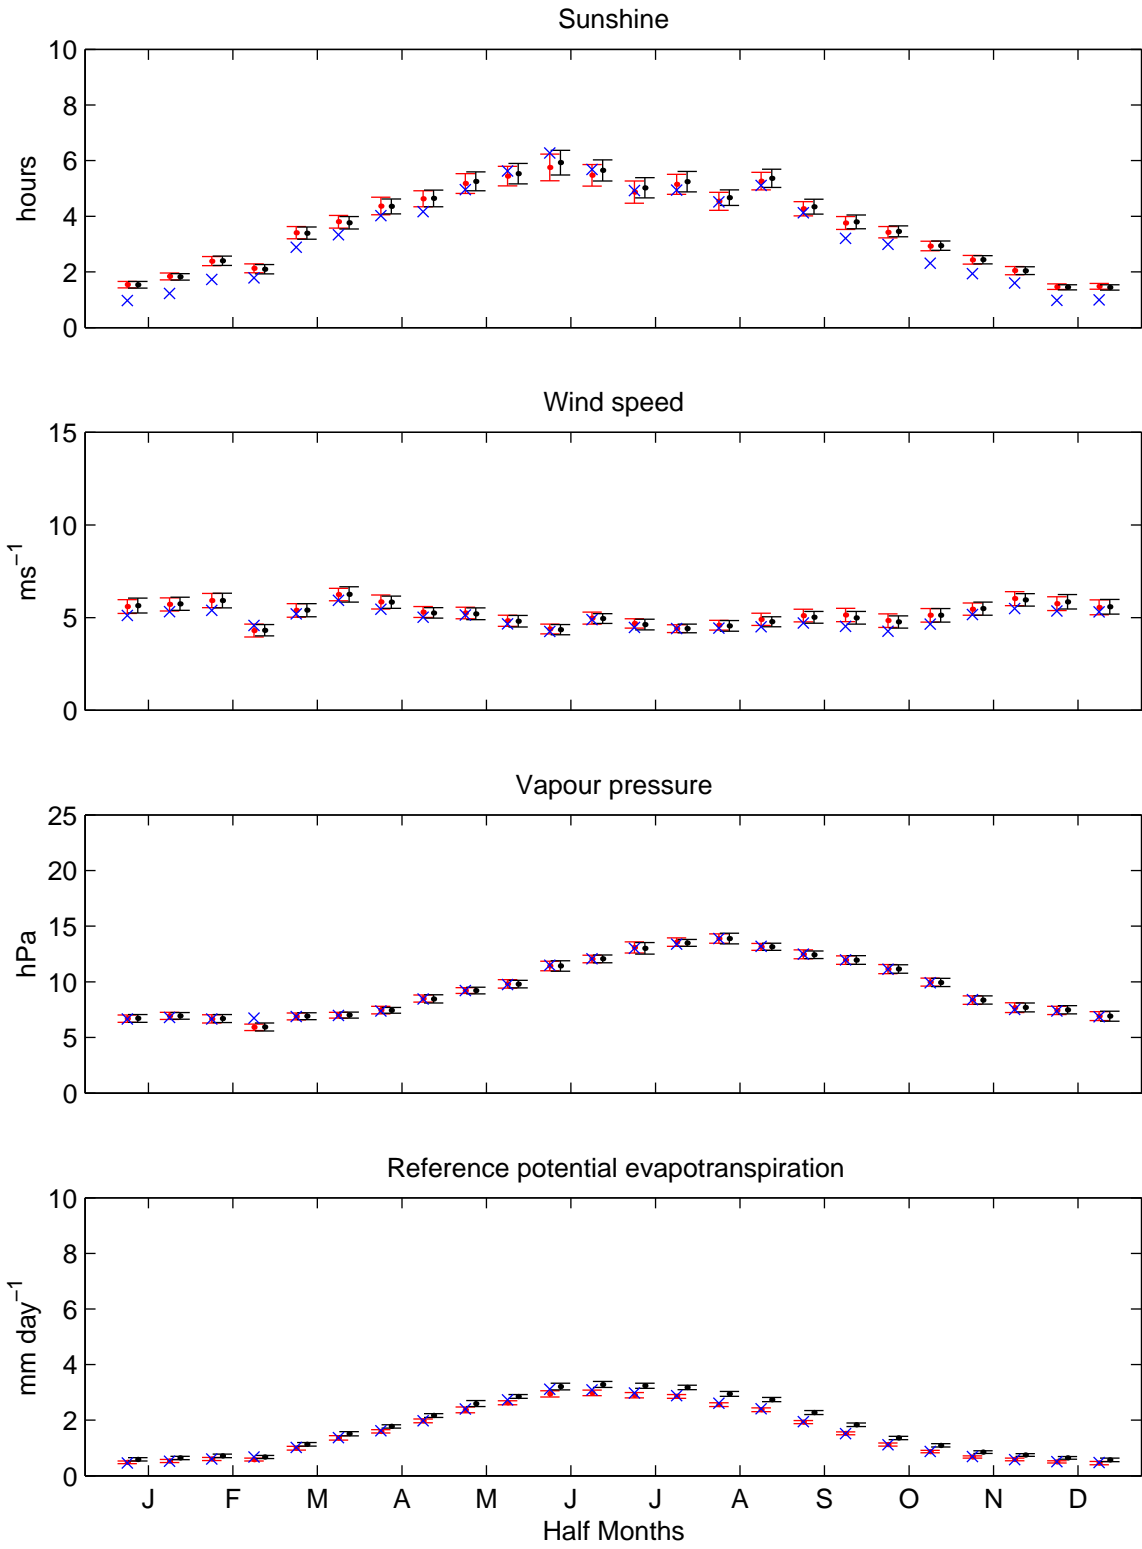 Sunshine
10
8
6
4
2
0
hours
Wind speed
15
10
5
0
ms⁻¹
Vapour pressure
25
20
15
10
5
0
hPa
Reference potential evapotranspiration
10
8
6
4
2
0
mm day⁻¹
J F M A M J J A S O N D
Half Months